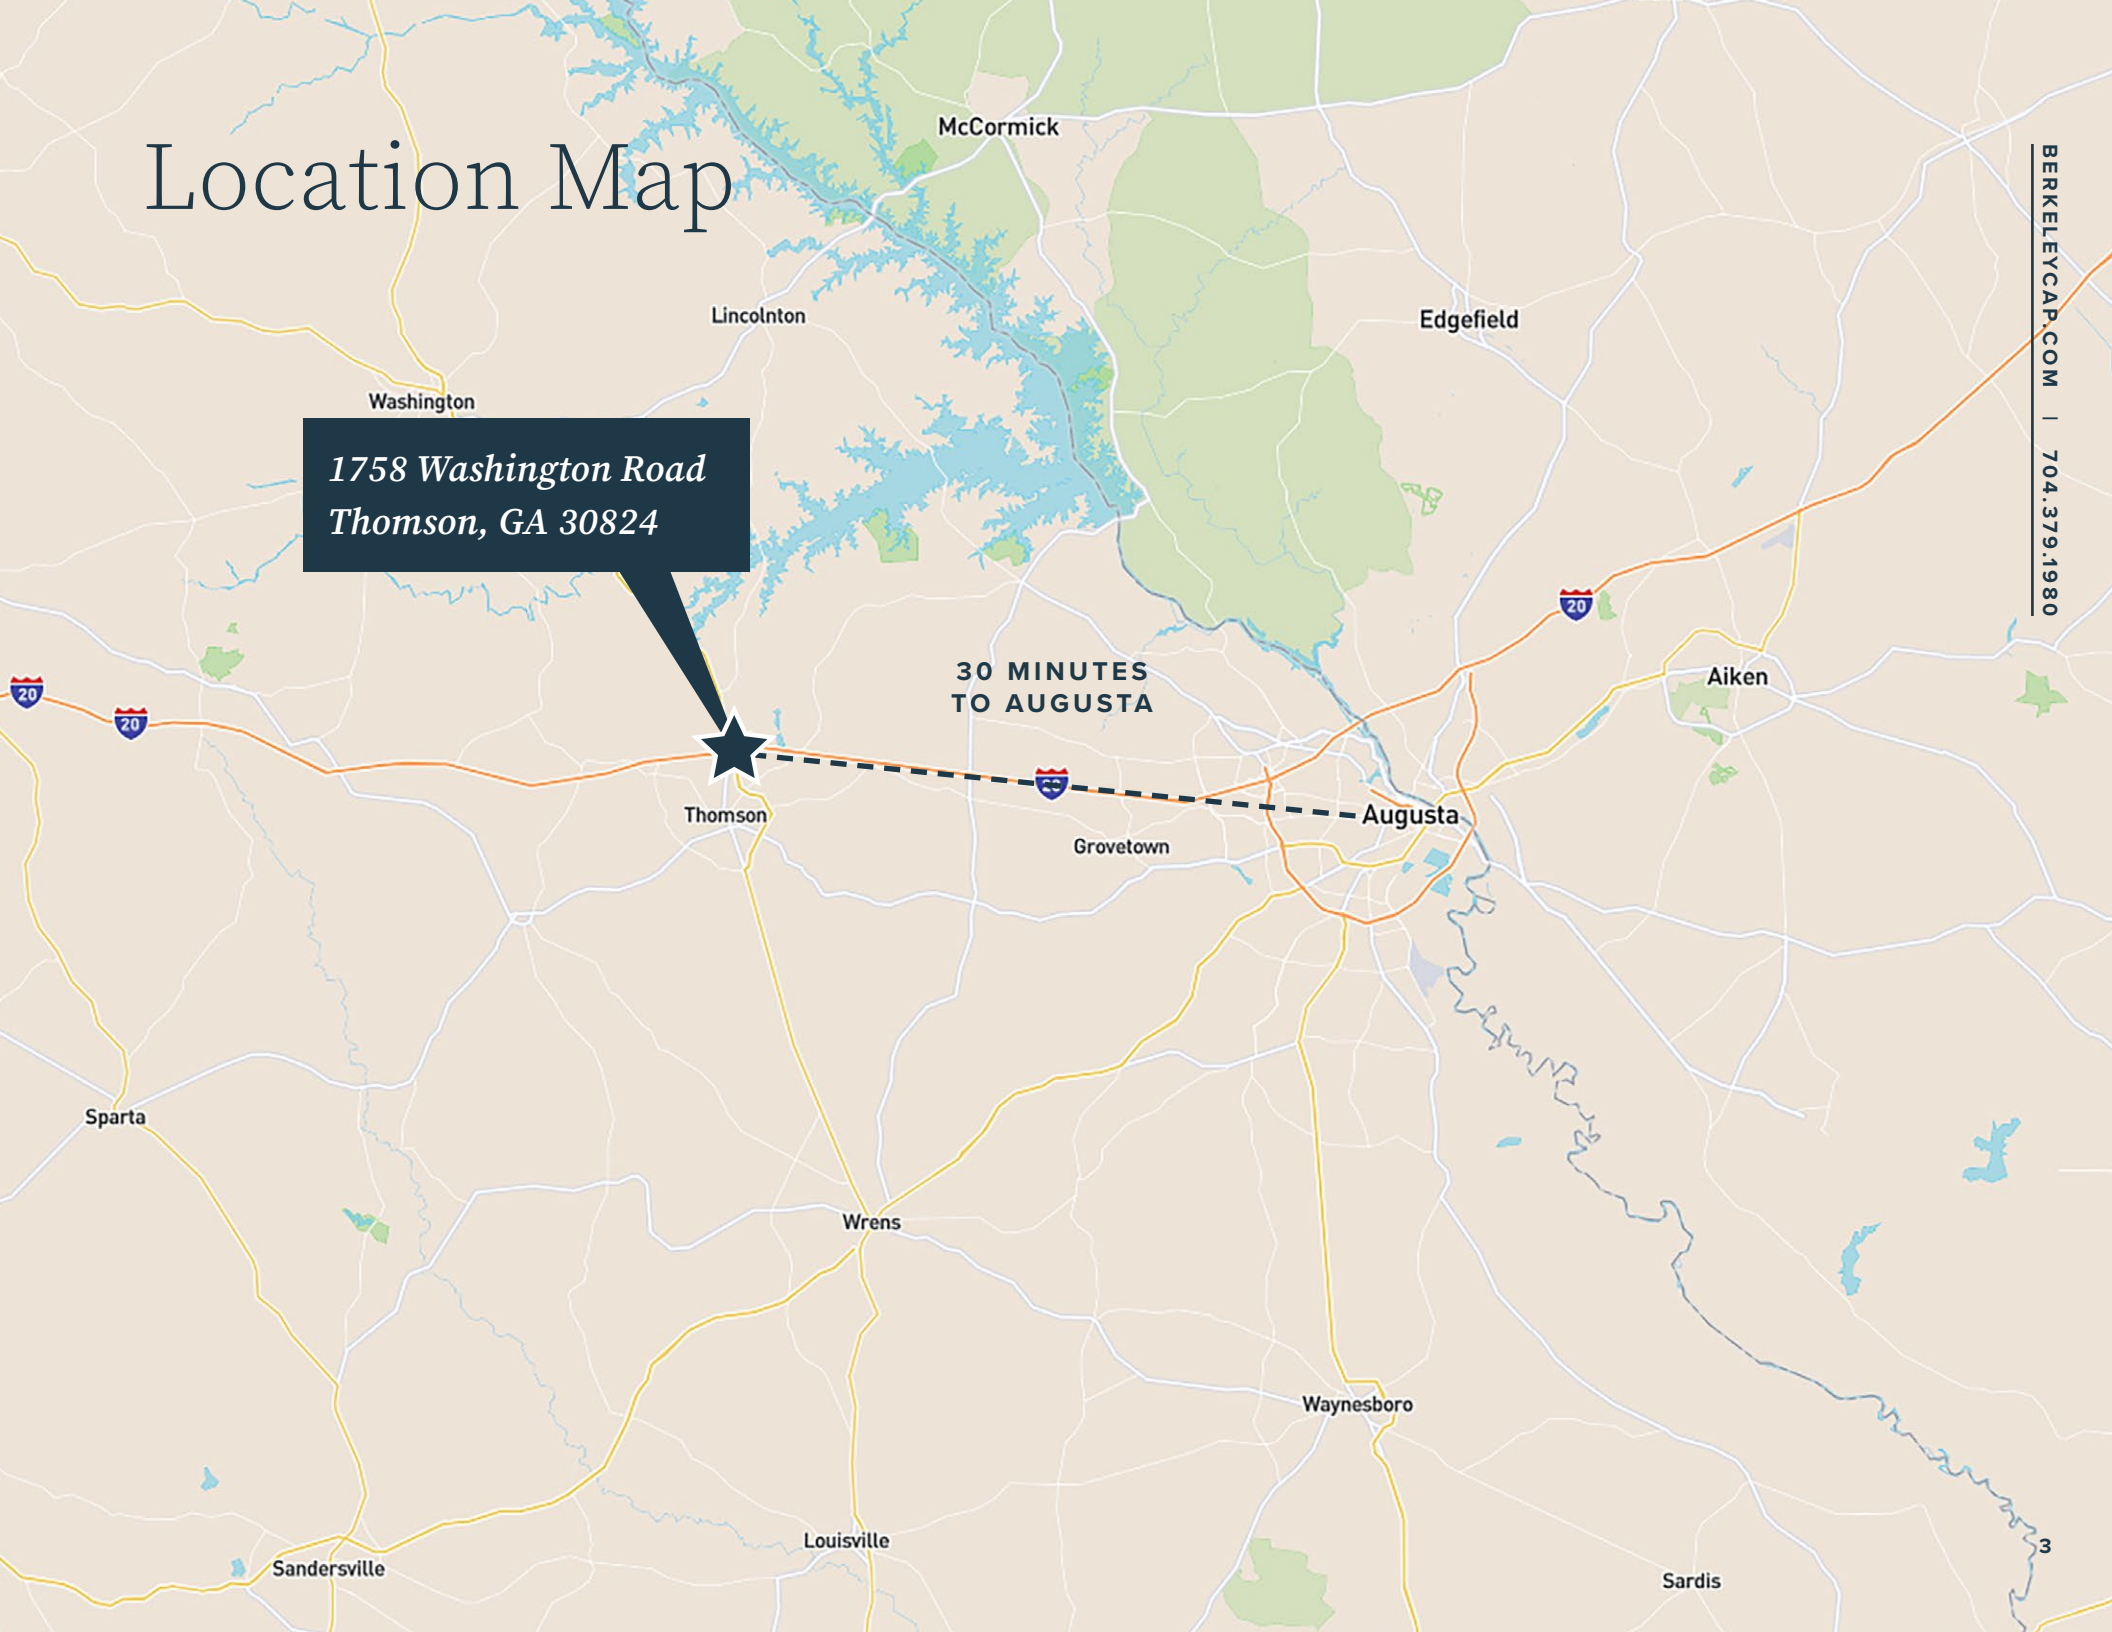 Location Map
McCormick
Lincolnton
Edgefield
Washington
1758 Washington Road
Thomson, GA 30824
20
20
20
20
30 MINUTES
TO AUGUSTA
Aiken
Thomson
Augusta
Grovetown
Sparta
Wrens
Waynesboro
Louisville
Sandersville
Sardis
BERKELEYCAP.COM | 704.379.1980
3